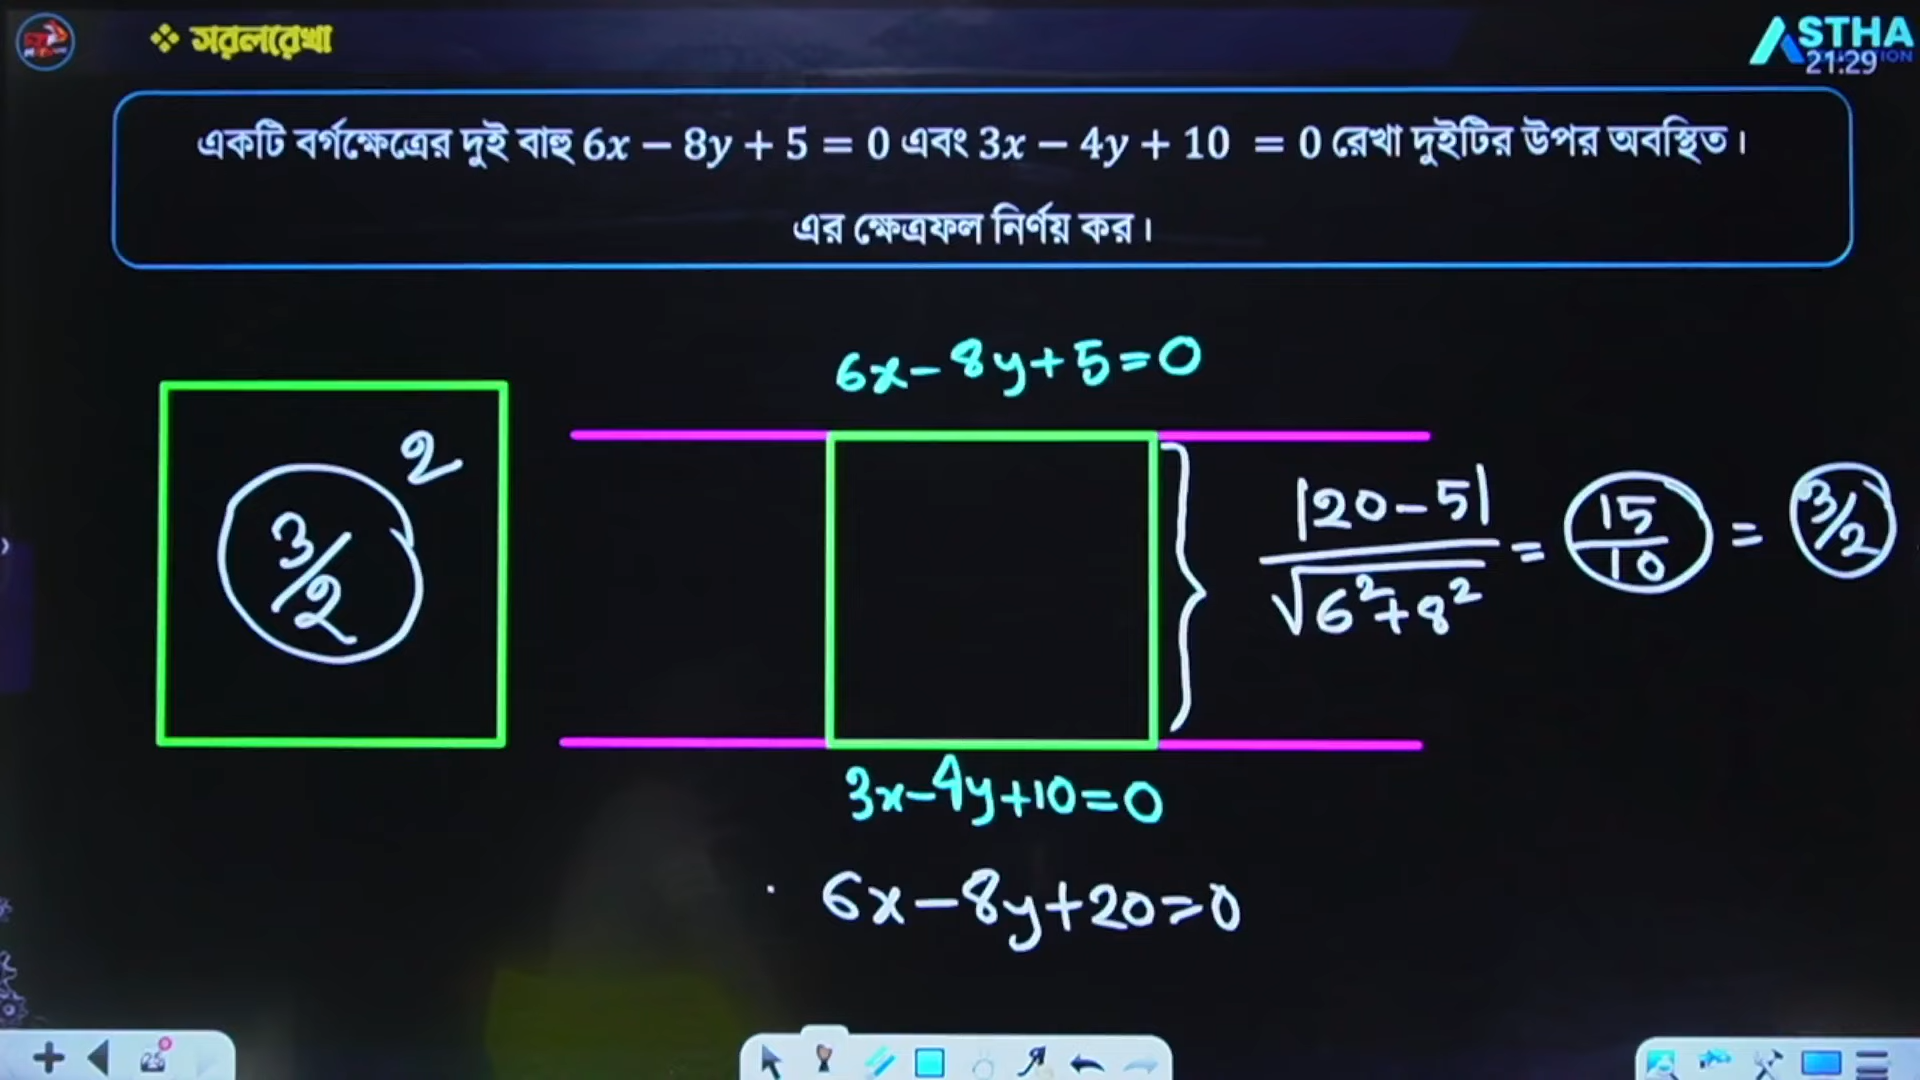 ❖ সরলরেখা
ASTHA
21:29
একটি বর্গক্ষেত্রের দুই বাহু 6x − 8y + 5 = 0 এবং 3x − 4y + 10 = 0 রেখা দুইটির উপর অবস্থিত।
এর ক্ষেত্রফল নির্ণয় কর।
6x-8y+5=0
(3/2)²
|20-5| / √(6²+8²) = 15/10 = 3/2
3x-4y+10=0
6x-8y+20=0
25